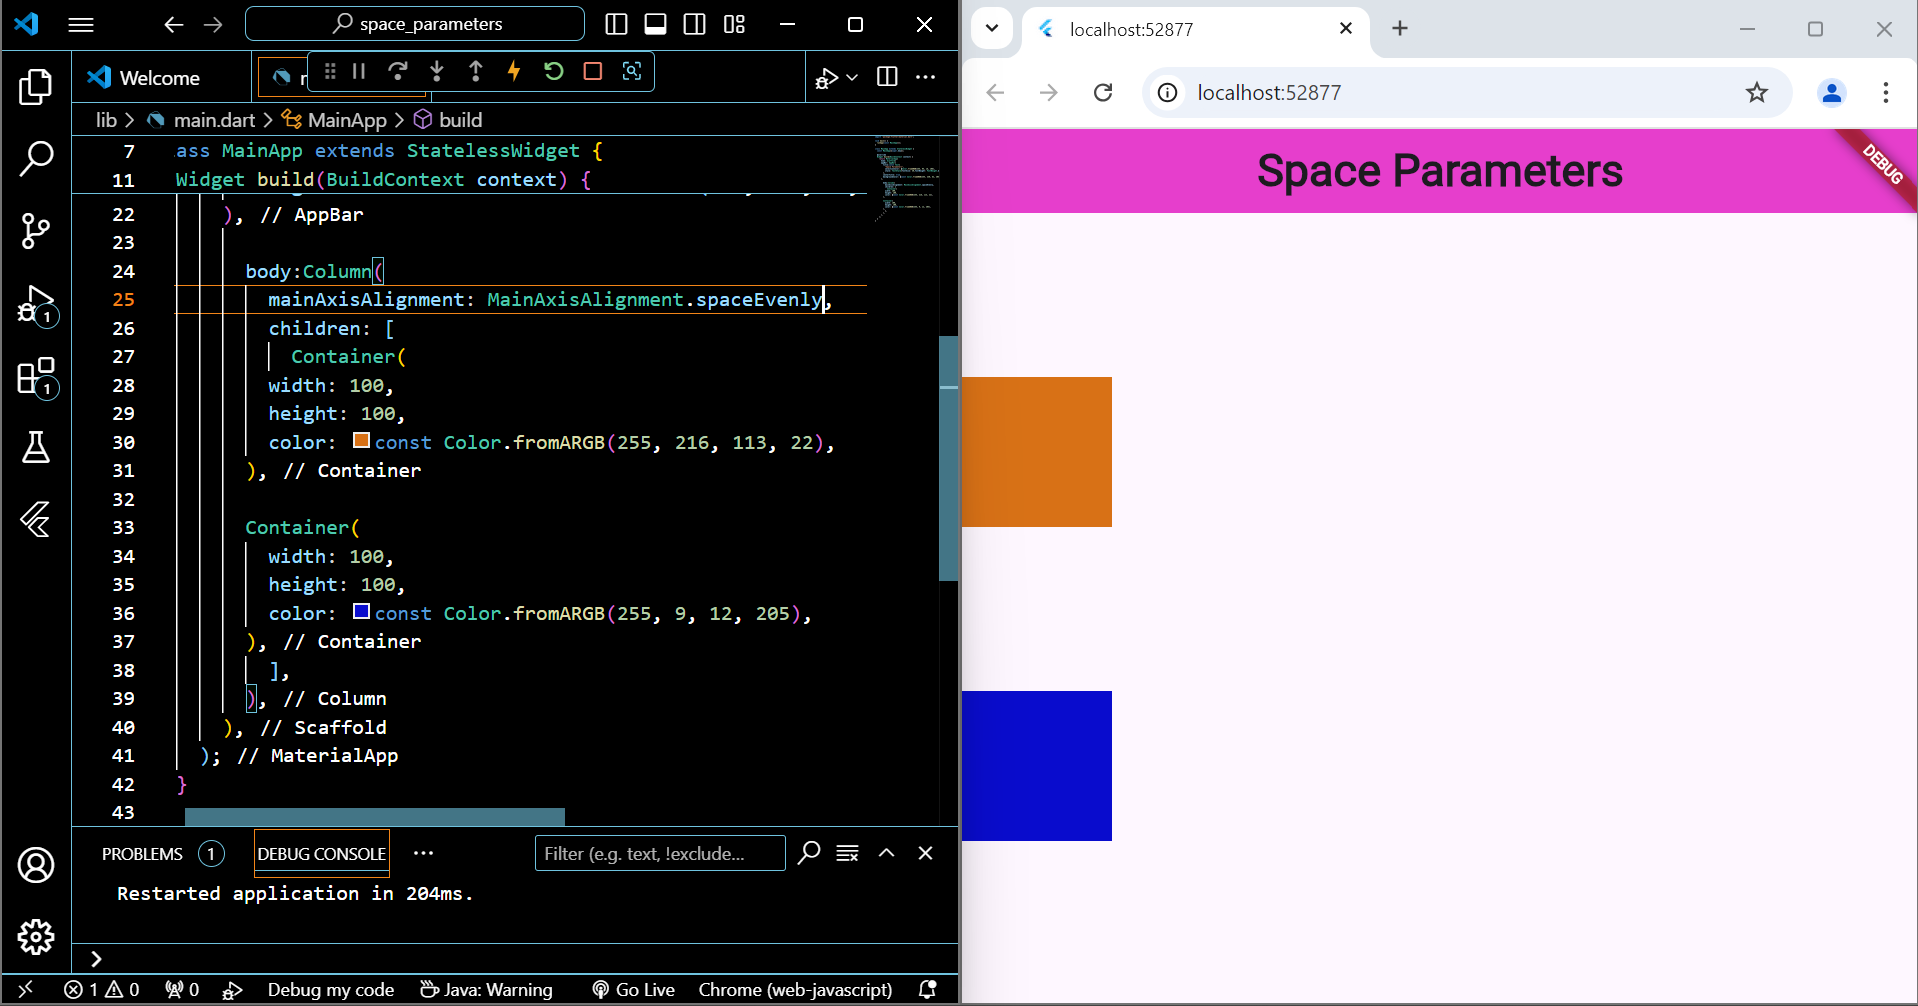 space_parameters
Welcome
lib > main.dart > MainApp > build
7 ass MainApp extends StatelessWidget {
11 Widget build(BuildContext context) {
22 ), // AppBar
23
24 body:Column(
25 mainAxisAlignment: MainAxisAlignment.spaceEvenly,
26 children: [
27 Container(
28 width: 100,
29 height: 100,
30 color: const Color.fromARGB(255, 216, 113, 22),
31 ), // Container
32
33 Container(
34 width: 100,
35 height: 100,
36 color: const Color.fromARGB(255, 9, 12, 205),
37 ), // Container
38 ],
39 ), // Column
40 ), // Scaffold
41 ); // MaterialApp
42 }
43
1
1
PROBLEMS 1 DEBUG CONSOLE ··· Filter (e.g. text, !exclude...
Restarted application in 204ms.
>
1 0 0 Debug my code Java: Warning Go Live Chrome (web-javascript)
localhost:52877
localhost:52877
Space Parameters
DEBUG